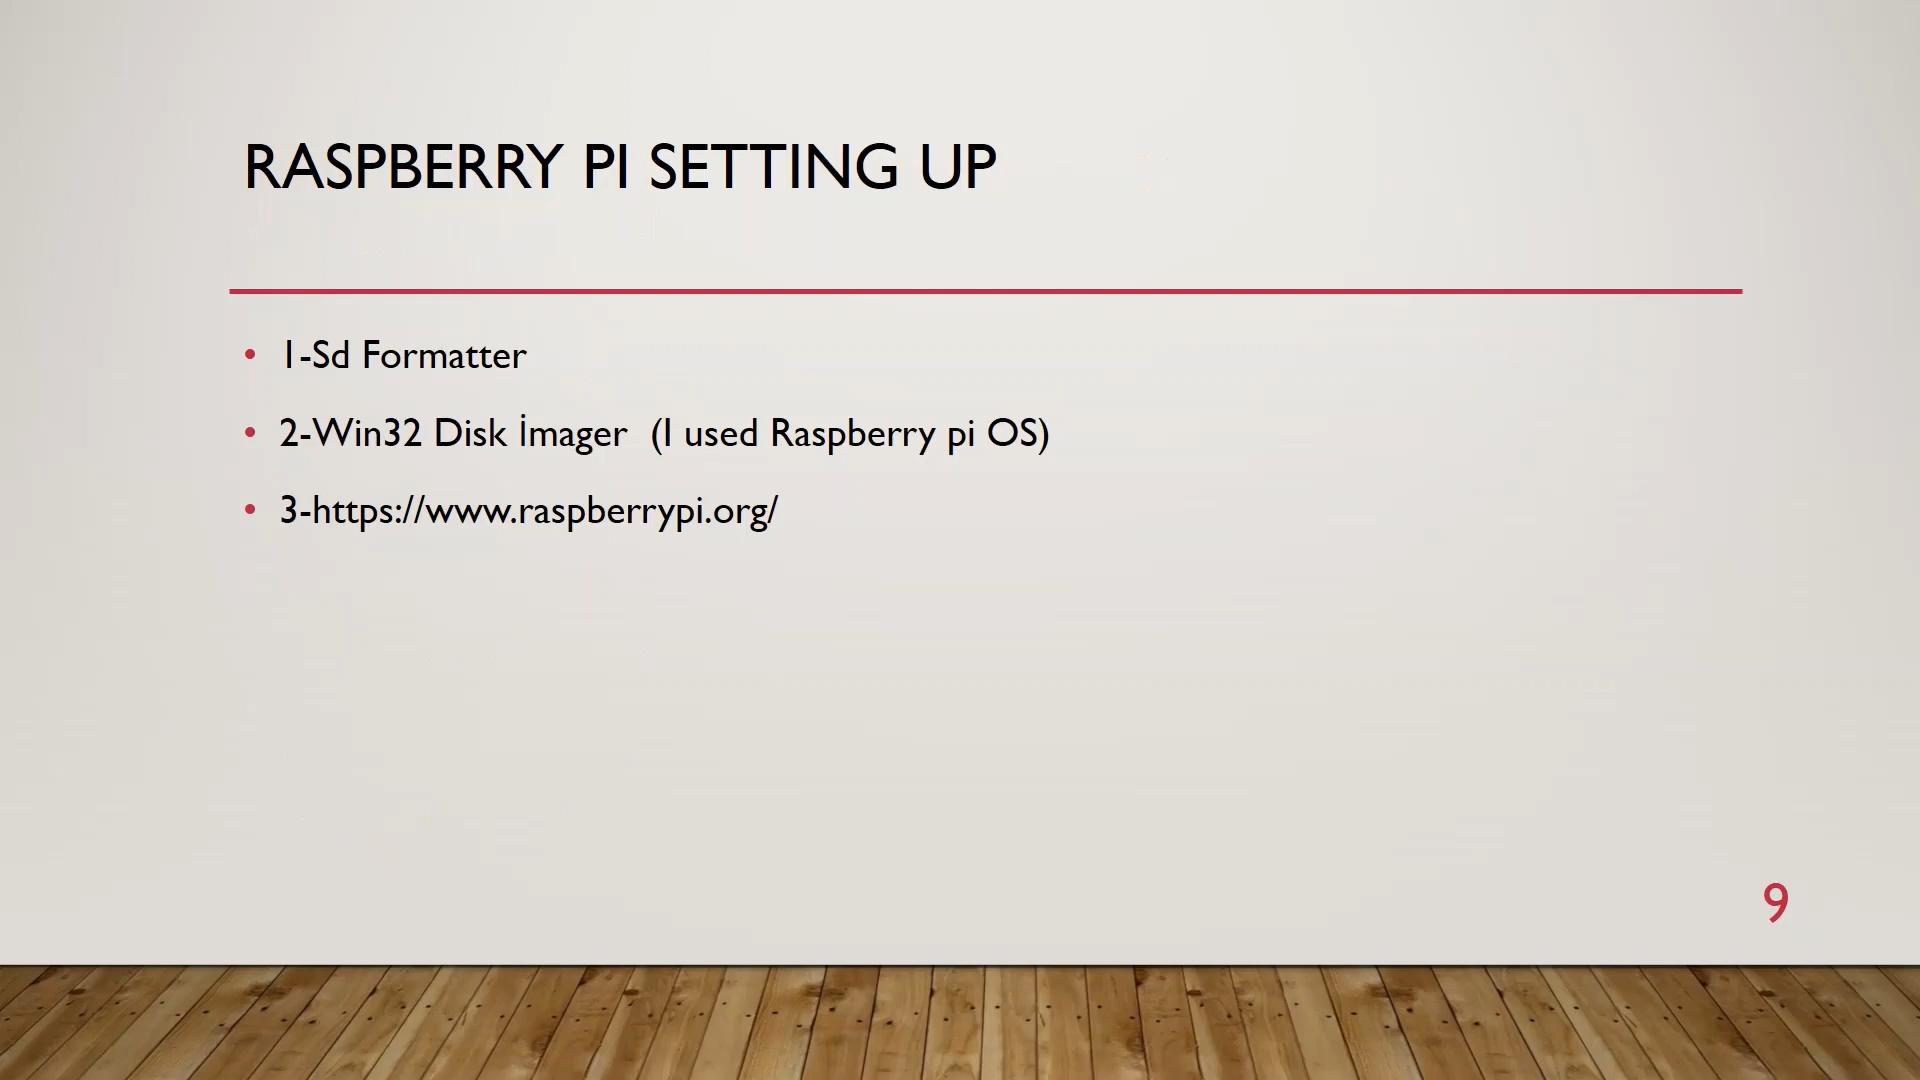 RASPBERRY PI SETTING UP
• 1-Sd Formatter
• 2-Win32 Disk İmager  (I used Raspberry pi OS)
• 3-https://www.raspberrypi.org/
9